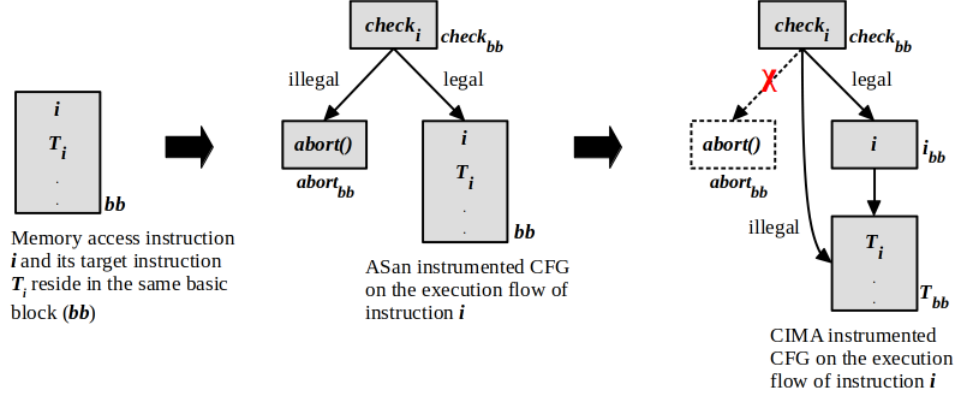 i
T_i
.
.
bb
Memory access instruction
i and its target instruction
T_i reside in the same basic
block (bb)
check_i
check_bb
illegal
legal
abort()
abort_bb
i
T_i
.
.
bb
ASan instrumented CFG
on the execution flow of
instruction i
check_i
check_bb
X
legal
abort()
abort_bb
i
i_bb
illegal
T_i
.
.
T_bb
CIMA instrumented
CFG on the execution
flow of instruction i